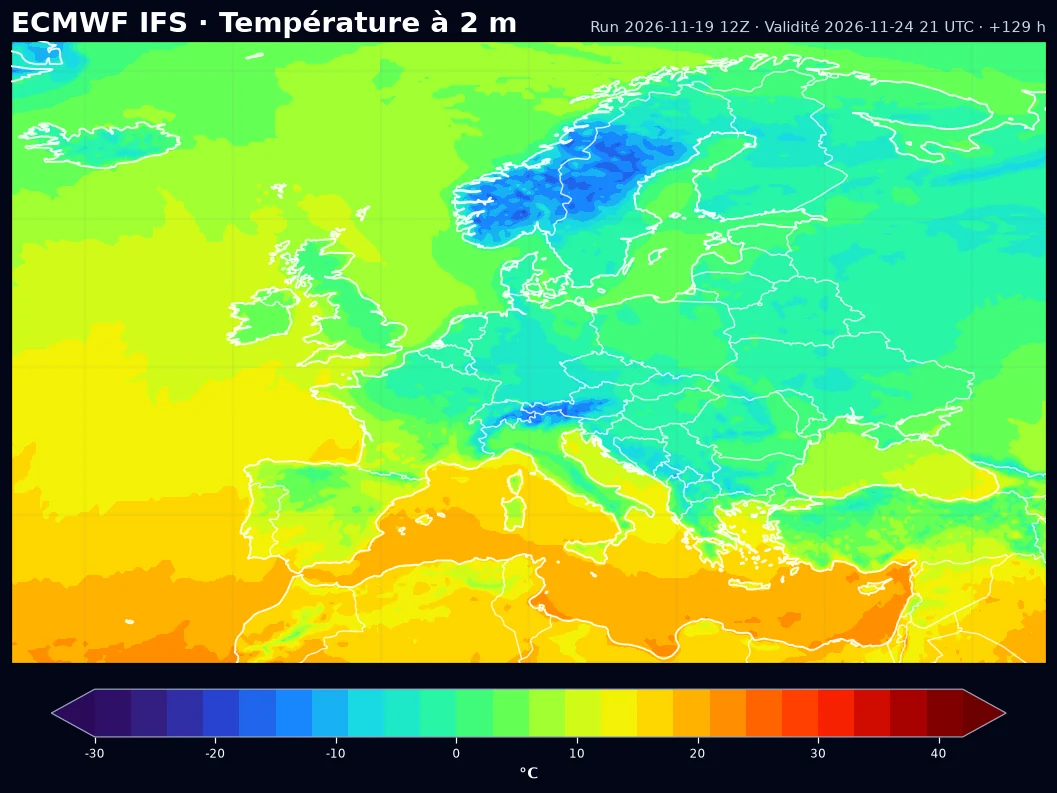 ECMWF IFS · Température à 2 m
Run 2026-11-19 12Z · Validité 2026-11-24 21 UTC · +129 h
-30 -20 -10 0 10 20 30 40
°C